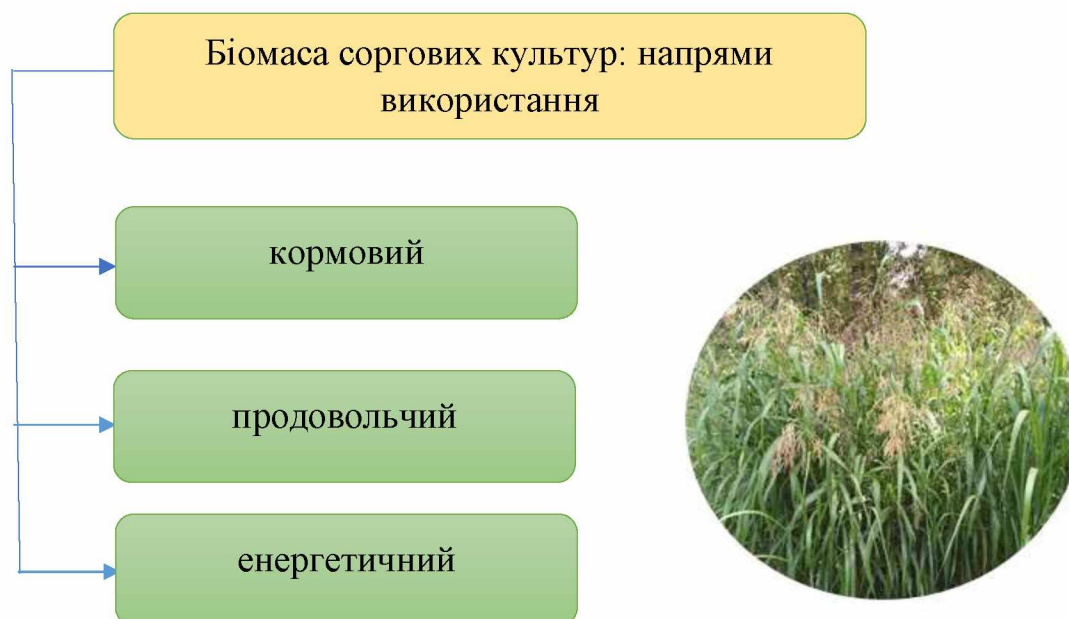 Біомаса соргових культур: напрями
використання
кормовий
продовольчий
енергетичний